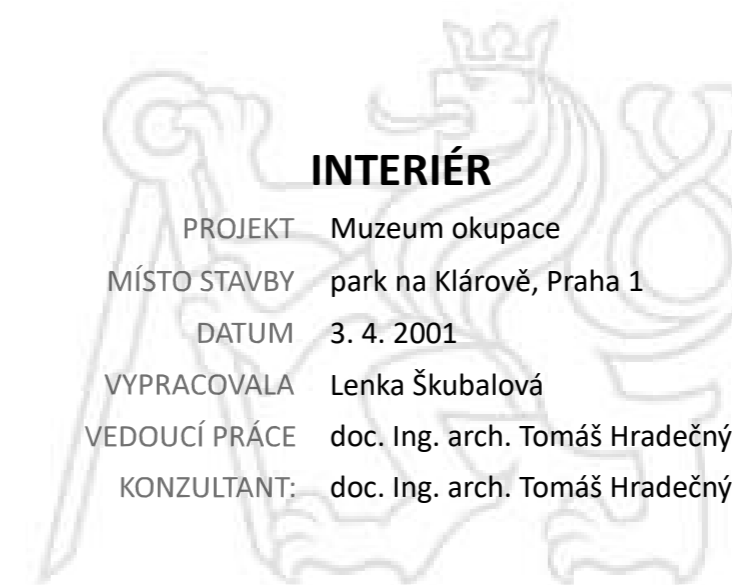 INTERIÉR
PROJEKT Muzeum okupace
MÍSTO STAVBY park na Klárově, Praha 1
DATUM 3. 4. 2001
VYPRACOVALA Lenka Škubalová
VEDOUCÍ PRÁCE doc. Ing. arch. Tomáš Hradečný
KONZULTANT: doc. Ing. arch. Tomáš Hradečný